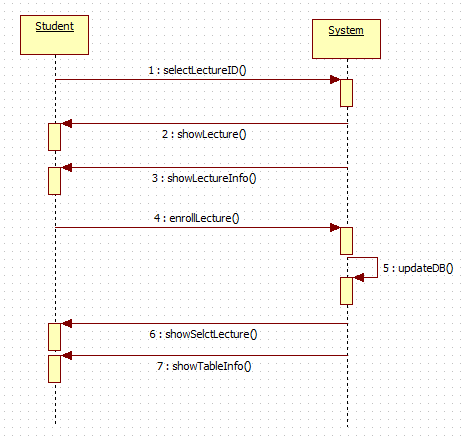 Student
System
1 : selectLectureID()
2 : showLecture()
3 : showLectureInfo()
4 : enrollLecture()
5 : updateDB()
6 : showSelctLecture()
7 : showTableInfo()